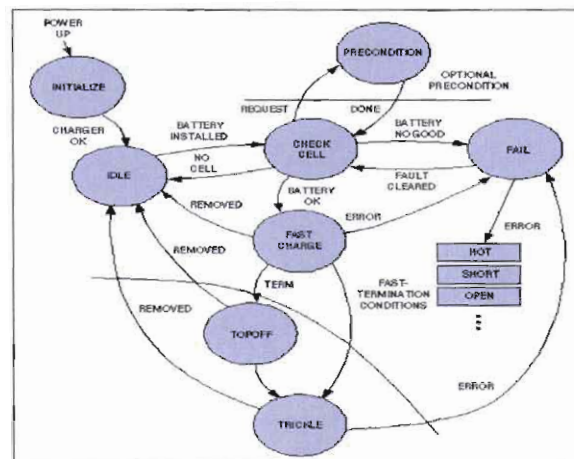 POWER
UP
INITIALIZE
CHARGER
OK
IDLE
BATTERY
INSTALLED
NO
CELL
REQUEST
PRECONDITION
DONE
OPTIONAL
PRECONDITION
CHECK
CELL
BATTERY
NO GOOD
FAIL
FAULT
CLEARED
BATTERY
OK
REMOVED
FAST
CHARGE
ERROR
ERROR
HOT
SHORT
OPEN
REMOVED
TERM
FAST-
TERMINATION
CONDITIONS
REMOVED
TOPOFF
TRICKLE
ERROR